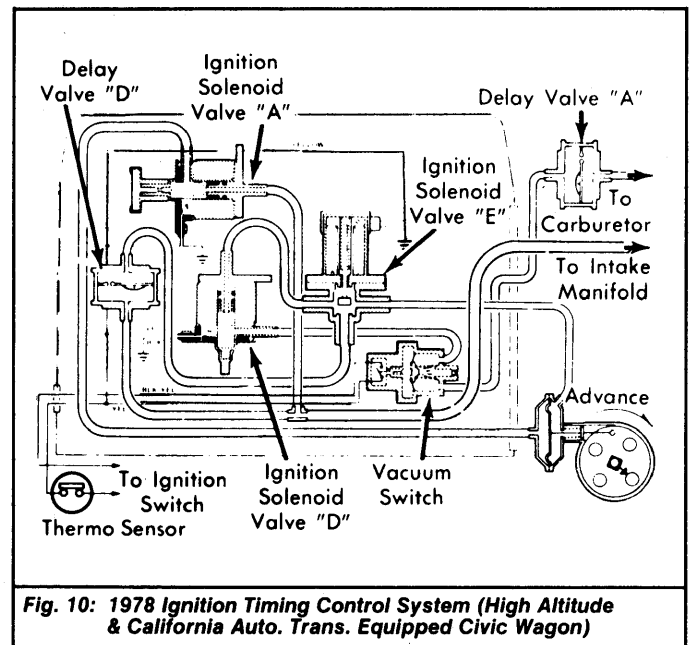 Delay
Valve "D"
Ignition
Solenoid
Valve "A"
Delay Valve "A"
Ignition
Solenoid
Valve "E"
To
Carburetor
To Intake
Manifold
Advance
To Ignition
Switch
Thermo Sensor
Ignition
Solenoid
Valve "D"
Vacuum
Switch
Fig. 10: 1978 Ignition Timing Control System (High Altitude
& California Auto. Trans. Equipped Civic Wagon)